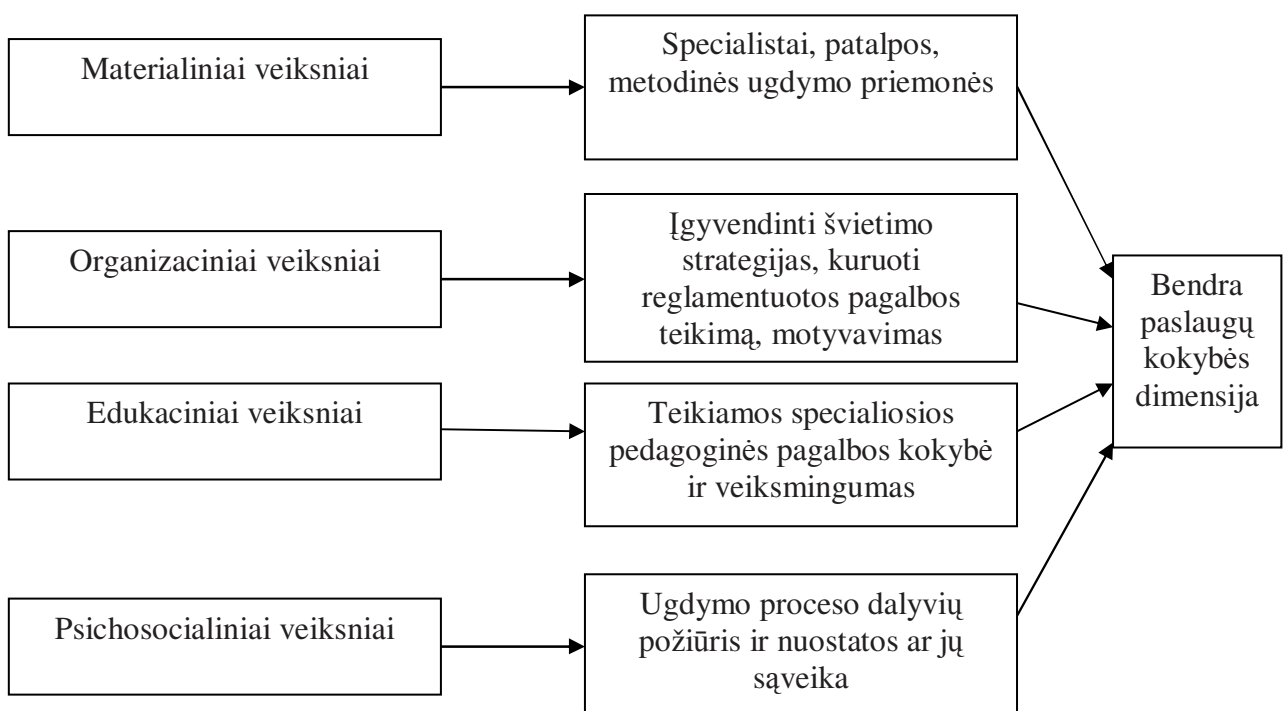 Materialiniai veiksniai
Specialistai, patalpos,
metodinės ugdymo priemonės
Organizaciniai veiksniai
Įgyvendinti švietimo
strategijas, kuruoti
reglamentuotos pagalbos
teikimą, motyvavimas
Edukaciniai veiksniai
Teikiamos specialiosios
pedagoginės pagalbos kokybė
ir veiksmingumas
Psichosocialiniai veiksniai
Ugdymo proceso dalyvių
požiūris ir nuostatos ar jų
sąveika
Bendra
paslaugų
kokybės
dimensija